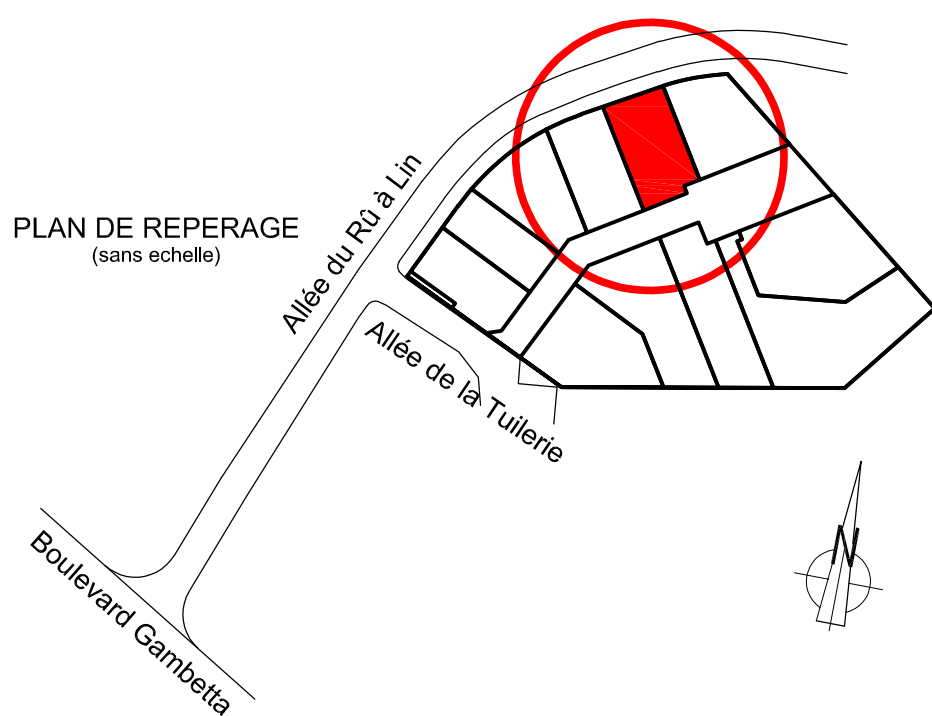 PLAN DE REPERAGE
(sans echelle)
Allée du Rû à Lin
Allée de la Tuilerie
Boulevard Gambetta
N